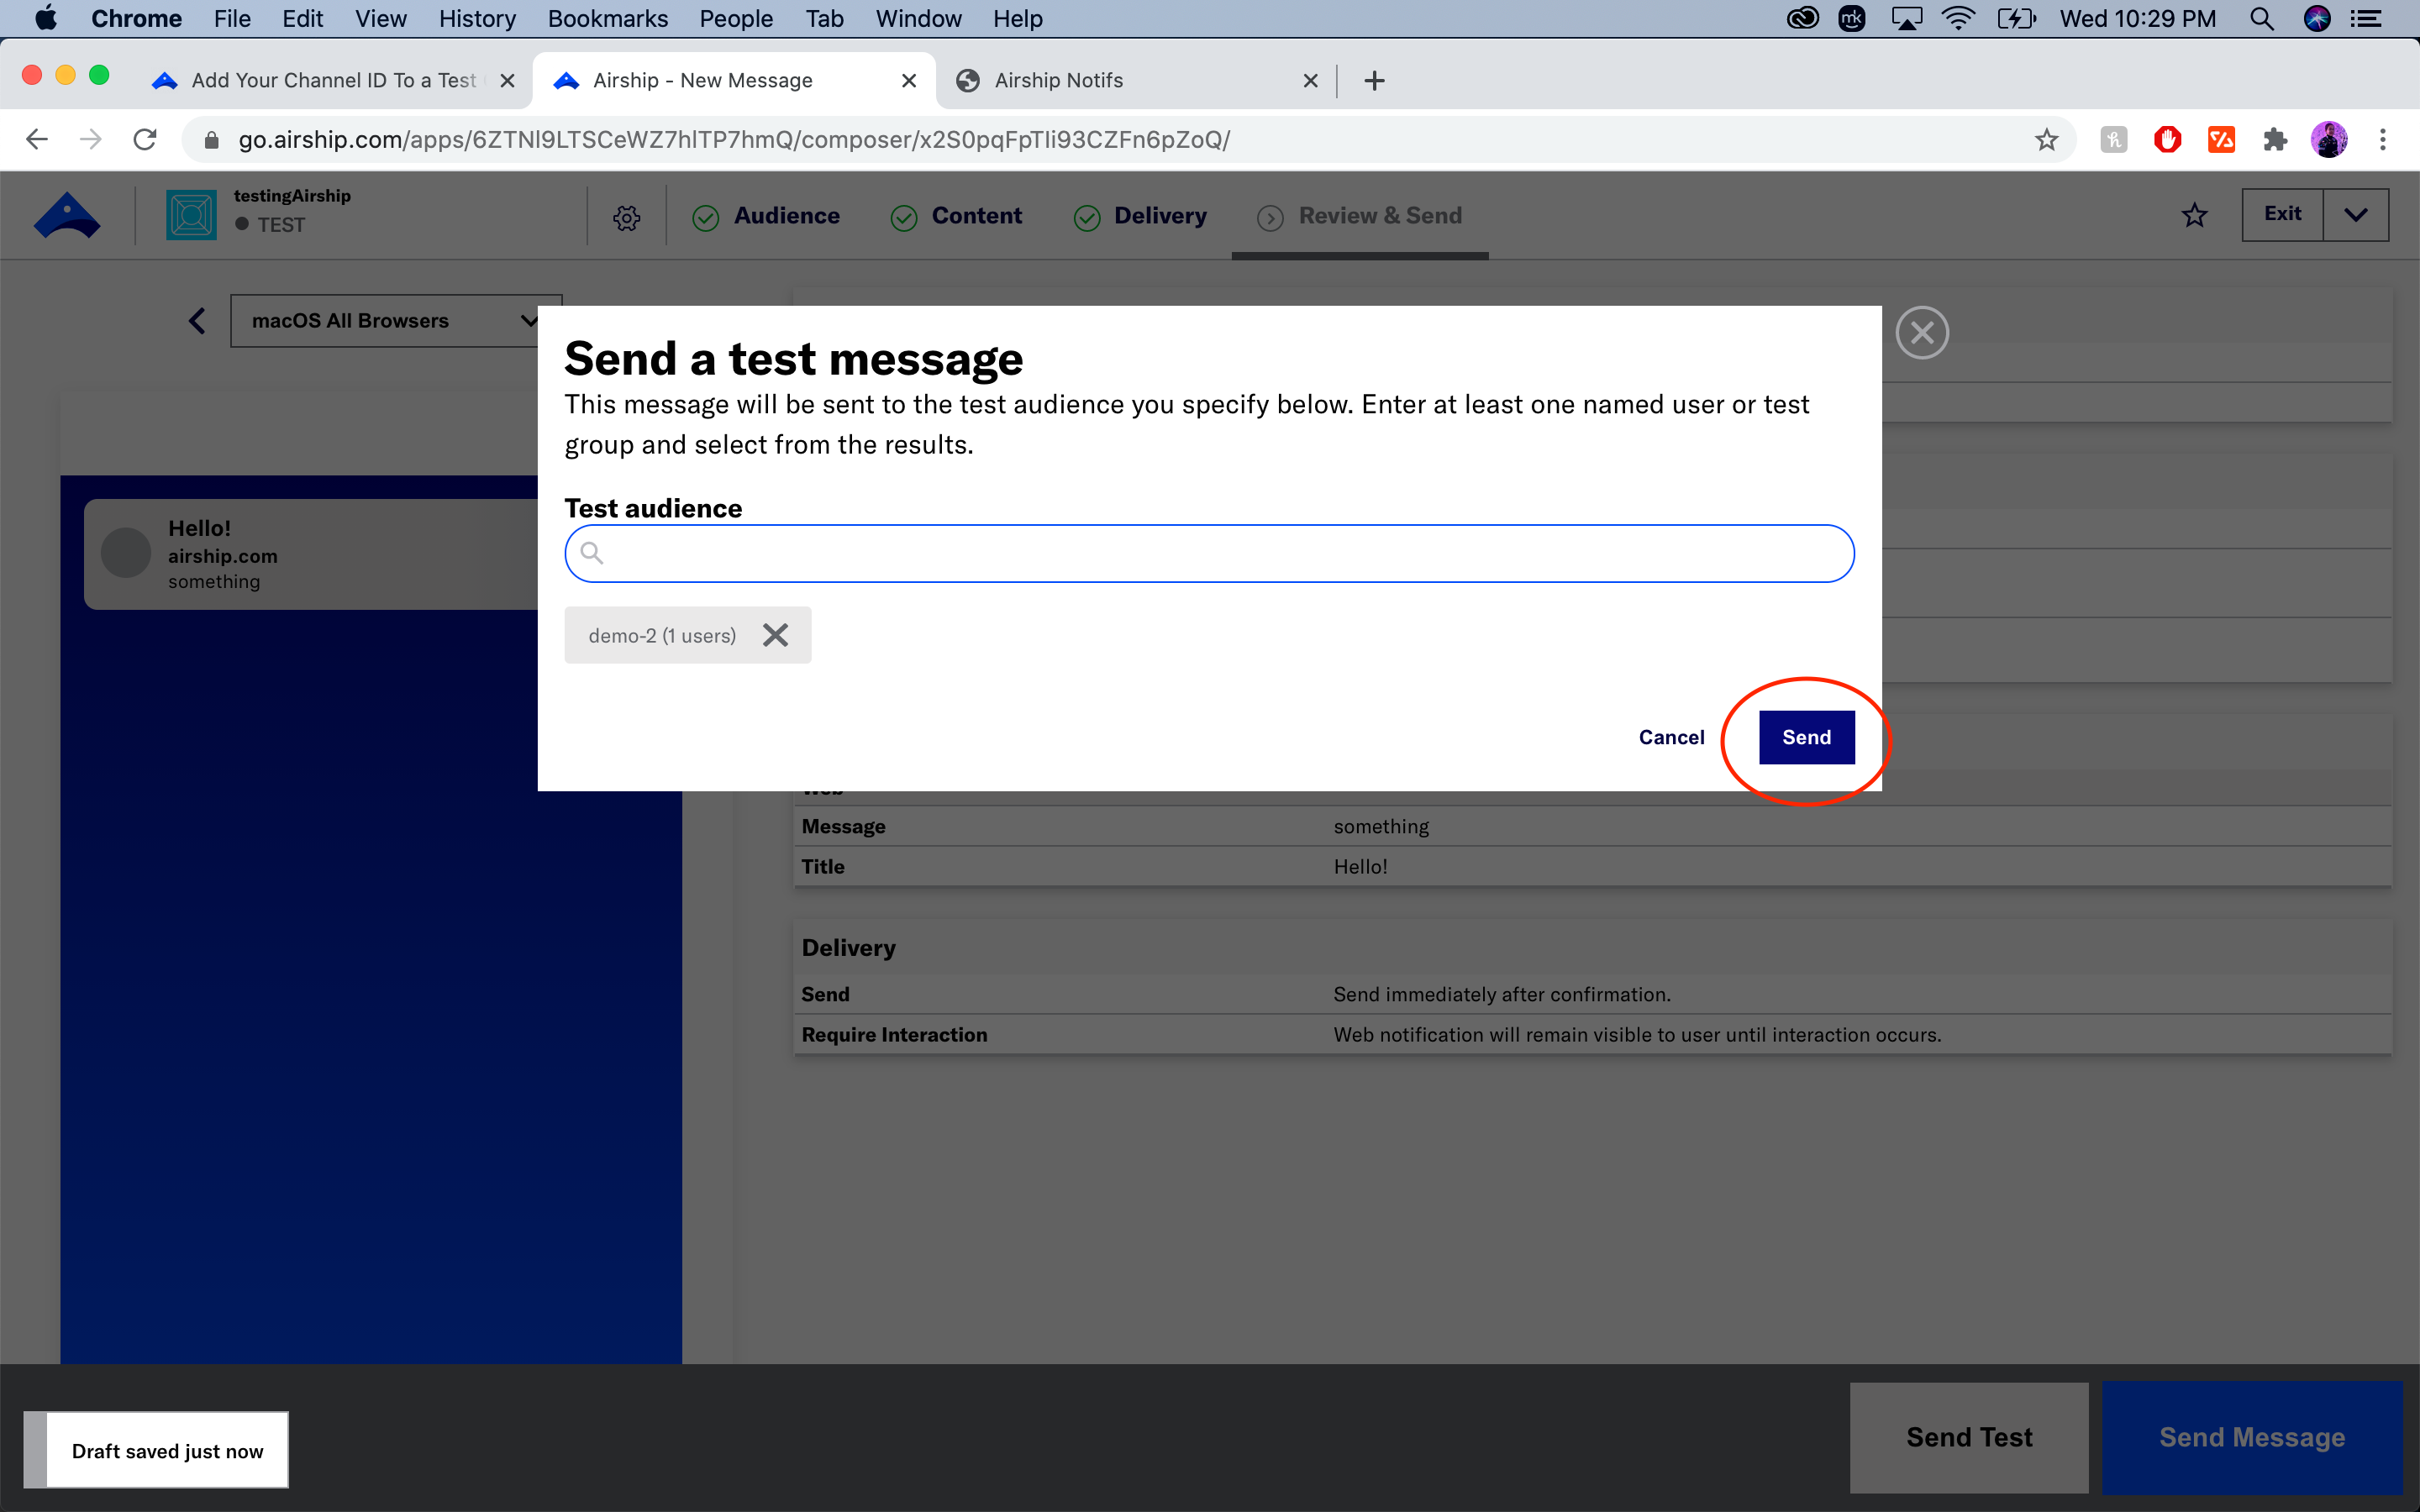 Chrome File Edit View History Bookmarks People Tab Window Help mk Wed 10:29 PM
Add Your Channel ID To a Test Airship - New Message Airship Notifs
go.airship.com/apps/6ZTNl9LTSCeWZ7hlTP7hmQ/composer/x2S0pqFpTli93CZFn6pZoQ/
testingAirship
TEST
Audience Content Delivery Review & Send Exit
macOS All Browsers
Send a test message
This message will be sent to the test audience you specify below. Enter at least one named user or test
group and select from the results.
Test audience
demo-2 (1 users)
Cancel Send
Hello!
airship.com
something
Web
Message something
Title Hello!
Delivery
Send Send immediately after confirmation.
Require Interaction Web notification will remain visible to user until interaction occurs.
Draft saved just now
Send Test Send Message